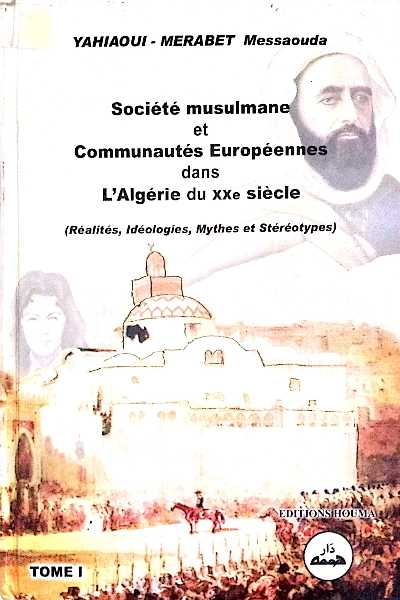 YAHIAOUI - MERABET Messaouda
Société musulmane
et
Communautés Européennes
dans
L'Algérie du XXe siècle
(Réalités, Idéologies, Mythes et Stéréotypes)
EDITIONS HOUMA
دار
هومه
TOME I